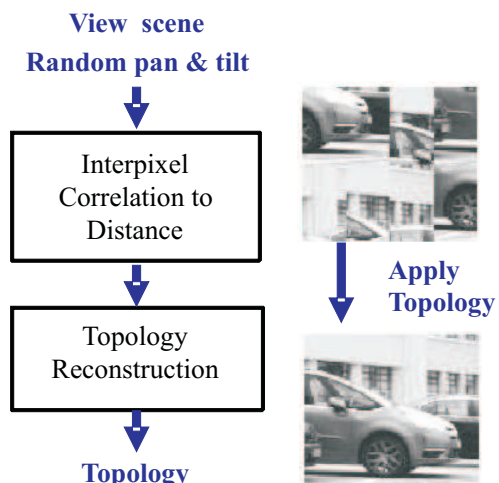 View scene
Random pan & tilt
Interpixel
Correlation to
Distance
Apply
Topology
Topology
Reconstruction
Topology